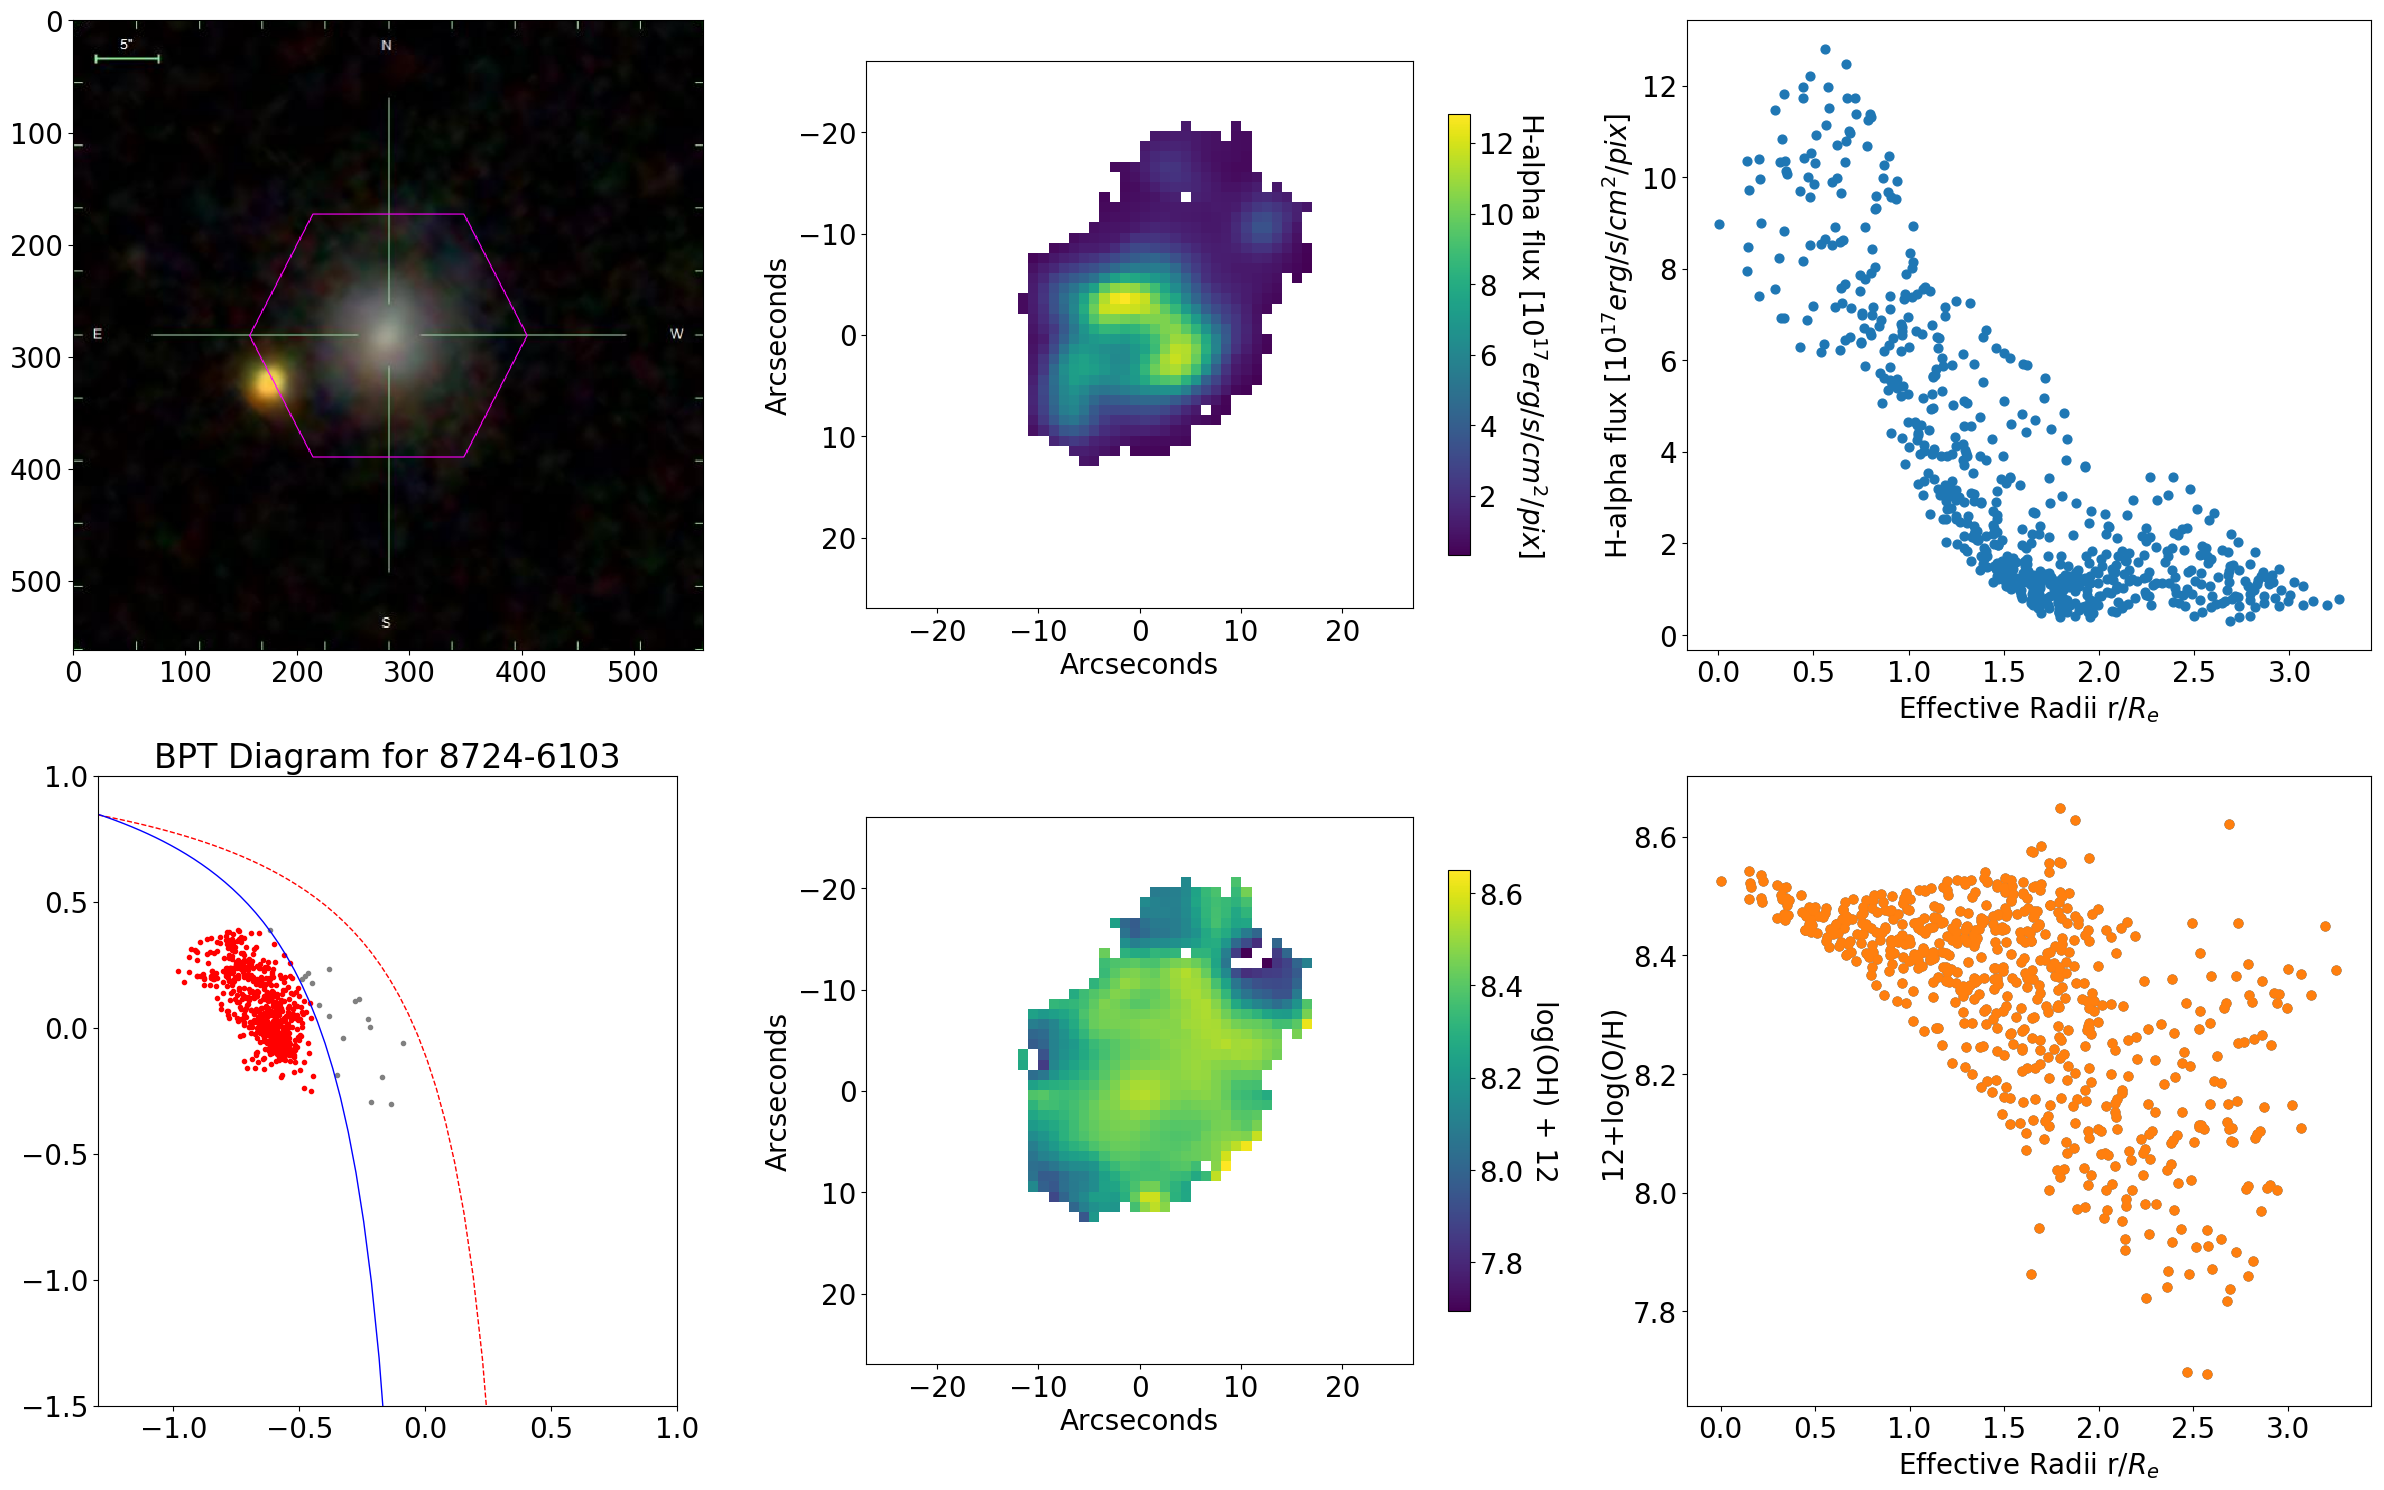 5"
N
E
W
S
0
100
200
300
400
500
0 100 200 300 400 500
−20
−10
0
10
20
Arcseconds
−20 −10 0 10 20
Arcseconds
12
10
8
6
4
2
H-alpha flux [10^{17}erg/s/cm^{2}/pix]
H-alpha flux [10^{17}erg/s/cm^{2}/pix]
12
10
8
6
4
2
0
0.0 0.5 1.0 1.5 2.0 2.5 3.0
Effective Radii r/R_e
BPT Diagram for 8724-6103
1.0
0.5
0.0
−0.5
−1.0
−1.5
−1.0 −0.5 0.0 0.5 1.0
−20
−10
0
10
20
Arcseconds
−20 −10 0 10 20
Arcseconds
8.6
8.4
8.2
8.0
7.8
log(OH) + 12
12+log(O/H)
8.6
8.4
8.2
8.0
7.8
0.0 0.5 1.0 1.5 2.0 2.5 3.0
Effective Radii r/R_e